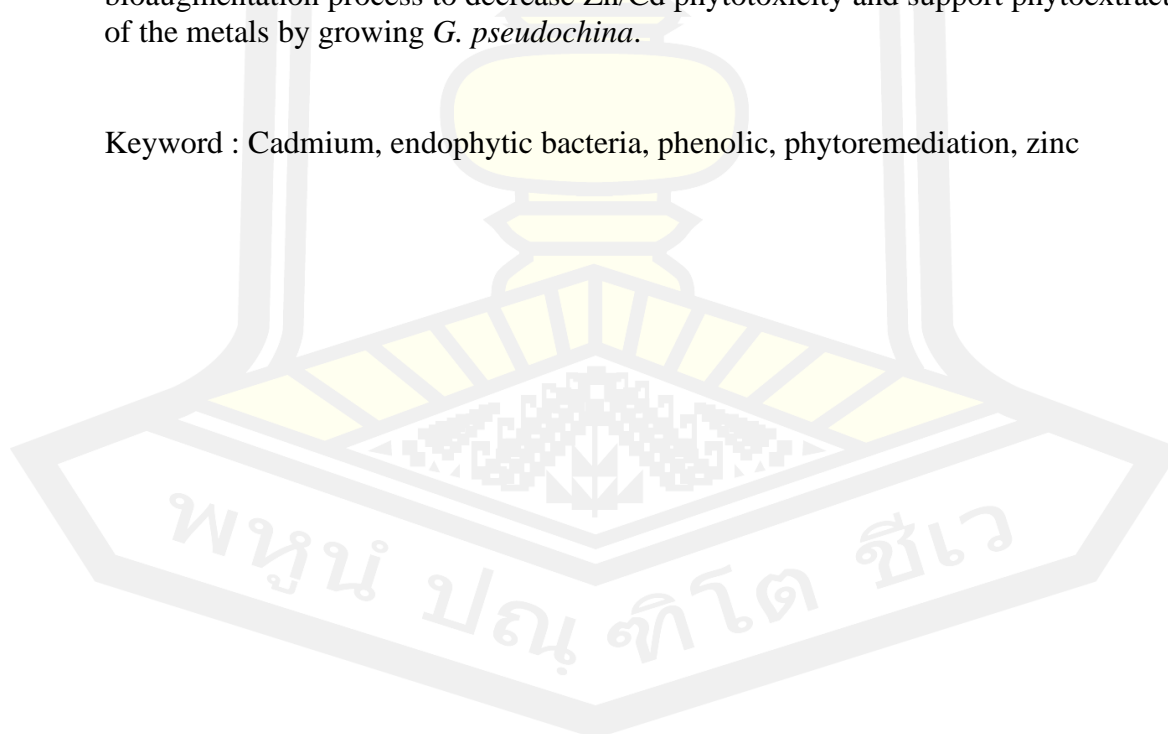 bioaugmentation process to decrease Zn/Cd phytotoxicity and support phytoextract
of the metals by growing G. pseudochina.
Keyword : Cadmium, endophytic bacteria, phenolic, phytoremediation, zinc
พหูนํ ปณฺฑิโต ชีเว